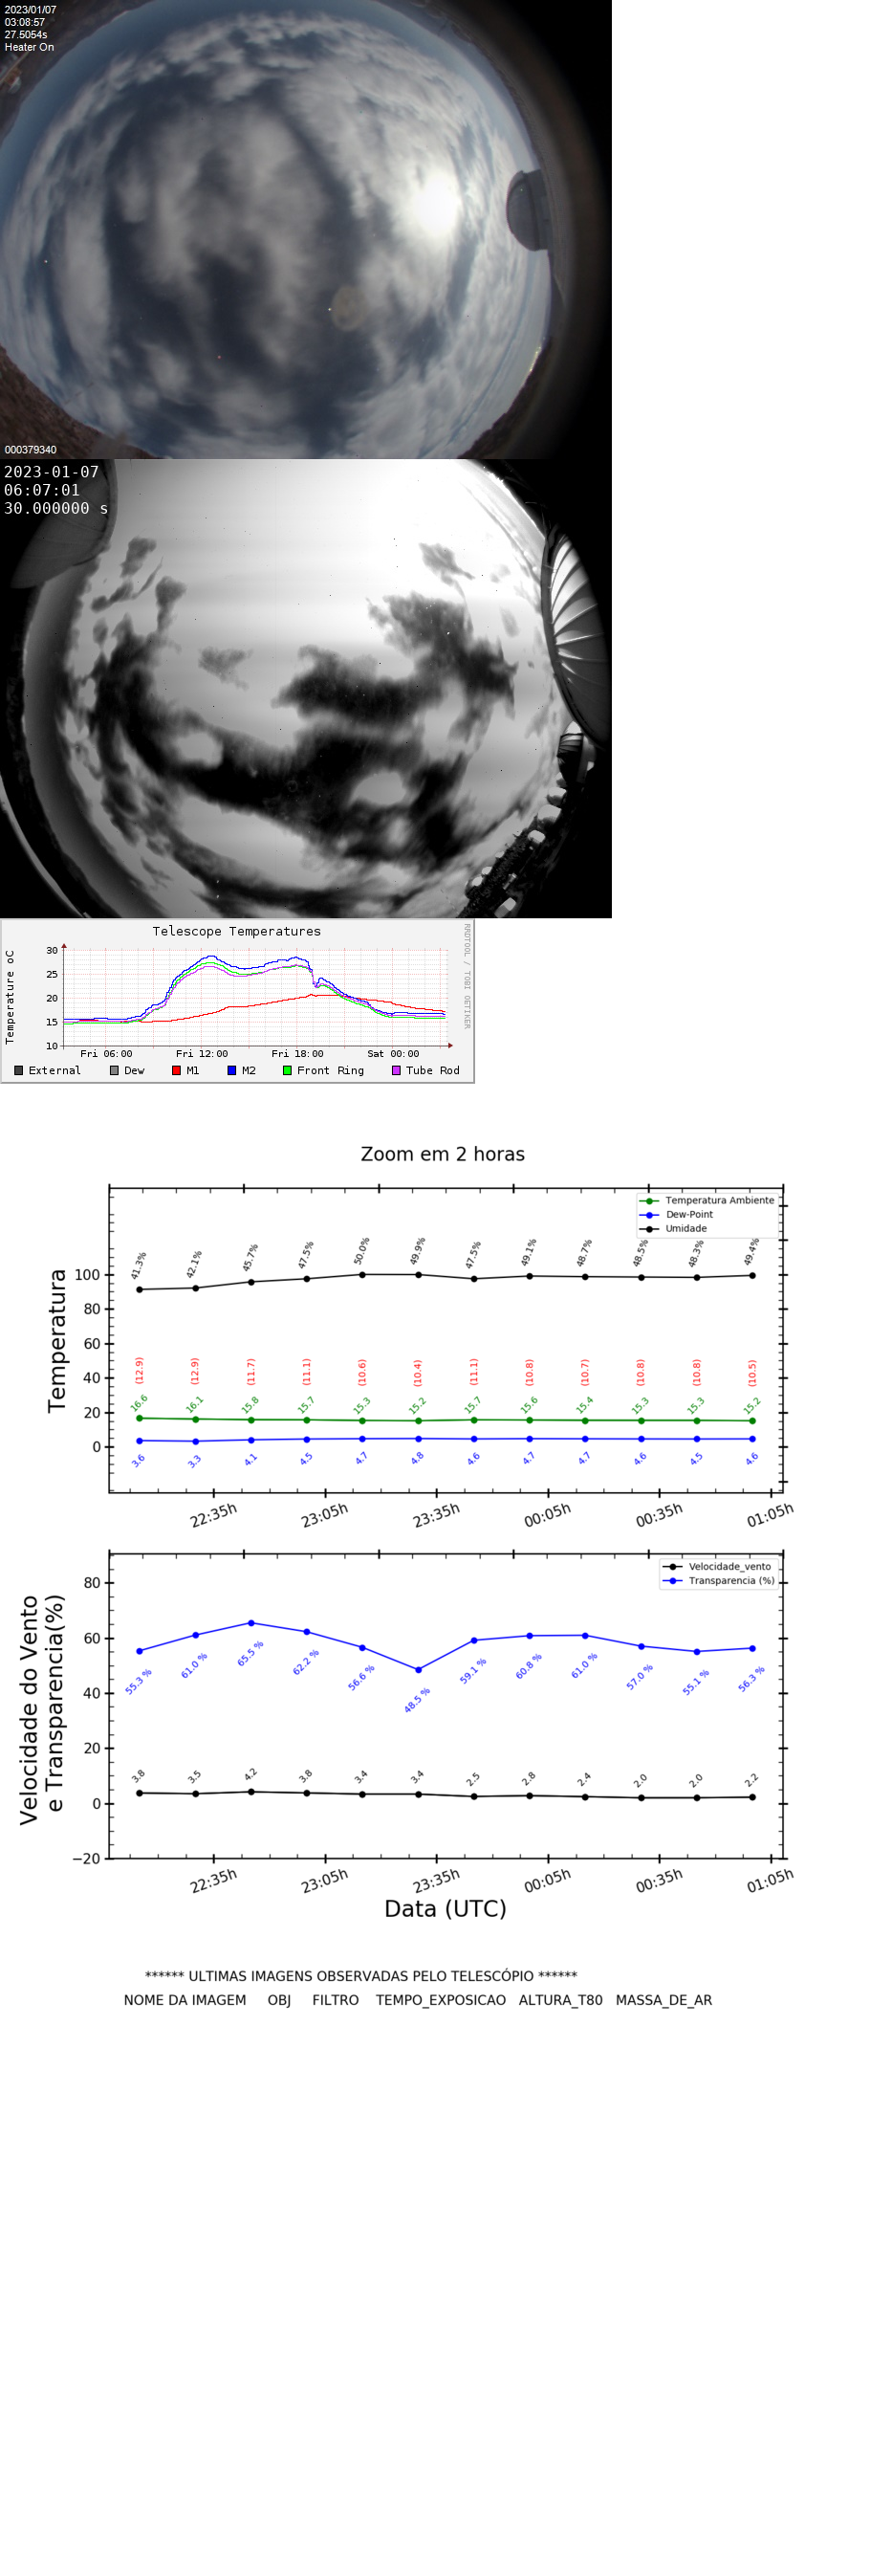 2023/01/07
03:08:57
27.5054s
Heater On
000379340
2023-01-07
06:07:01
30.000000 s
Telescope Temperatures
RRDTOOL / TOBI OETIKER
Temperature oC
30
25
20
15
10
Fri 06:00 Fri 12:00 Fri 18:00 Sat 00:00
External Dew M1 M2 Front Ring Tube Rod
Zoom em 2 horas
Temperatura Ambiente
Dew-Point
Umidade
Temperatura
100
80
60
40
20
0
41.3% 42.1% 45.7% 47.5% 50.0% 49.9% 47.5% 49.1% 48.7% 48.5% 48.3% 49.4%
(12.9) (12.9) (11.7) (11.1) (10.6) (10.4) (11.1) (10.8) (10.7) (10.8) (10.8) (10.5)
16.6 16.1 15.8 15.7 15.3 15.2 15.7 15.6 15.4 15.3 15.3 15.2
3.6 3.3 4.1 4.5 4.7 4.8 4.6 4.7 4.7 4.6 4.5 4.6
22:35h 23:05h 23:35h 00:05h 00:35h 01:05h
Velocidade_vento
Transparencia (%)
Velocidade do Vento
e Transparencia(%)
80
60
40
20
0
−20
55.3 % 61.0 % 65.5 % 62.2 % 56.6 % 48.5 % 59.1 % 60.8 % 61.0 % 57.0 % 55.1 % 56.3 %
3.8 3.5 4.2 3.8 3.4 3.4 2.5 2.8 2.4 2.0 2.0 2.2
22:35h 23:05h 23:35h 00:05h 00:35h 01:05h
Data (UTC)
****** ULTIMAS IMAGENS OBSERVADAS PELO TELESCÓPIO ******
NOME DA IMAGEM OBJ FILTRO TEMPO_EXPOSICAO ALTURA_T80 MASSA_DE_AR